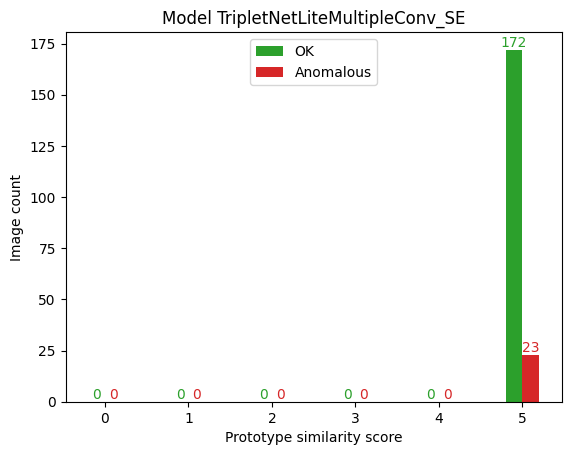 Model TripletNetLiteMultipleConv_SE
OK
Anomalous
Image count
175
150
125
100
75
50
25
0
0 0 0 0 0 0 0 0 0 0 172 23
0 1 2 3 4 5
Prototype similarity score